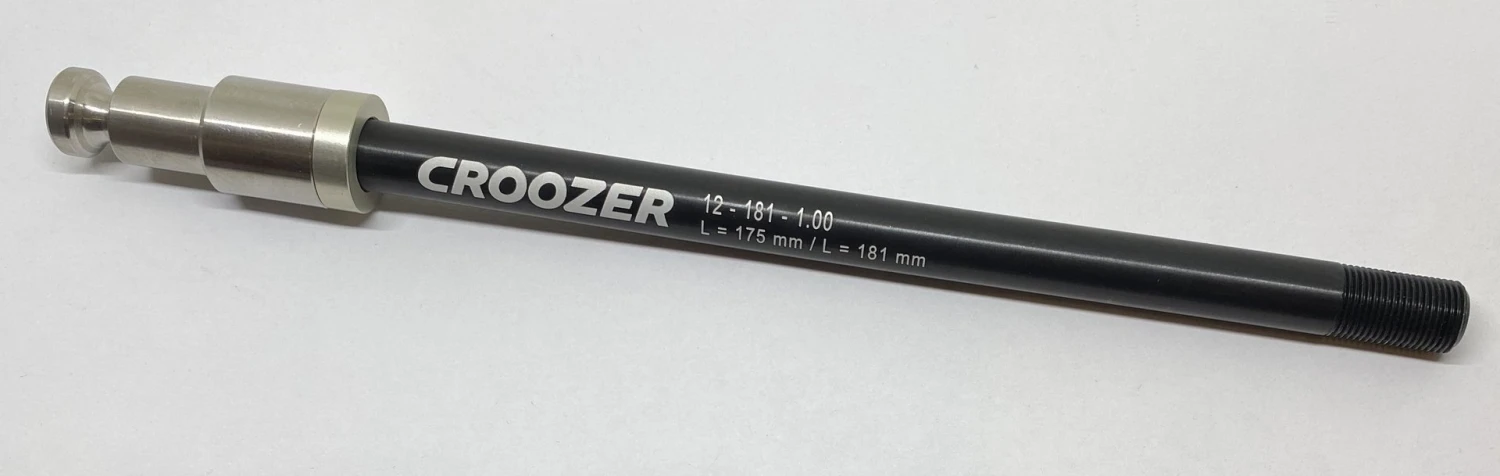 CROOZER
12 - 181 - 1.00
L = 175 mm / L = 181 mm